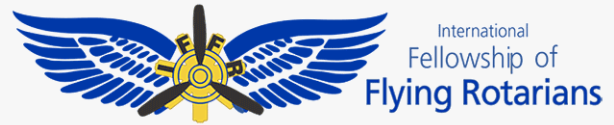 I F F R
International
Fellowship of
Flying Rotarians